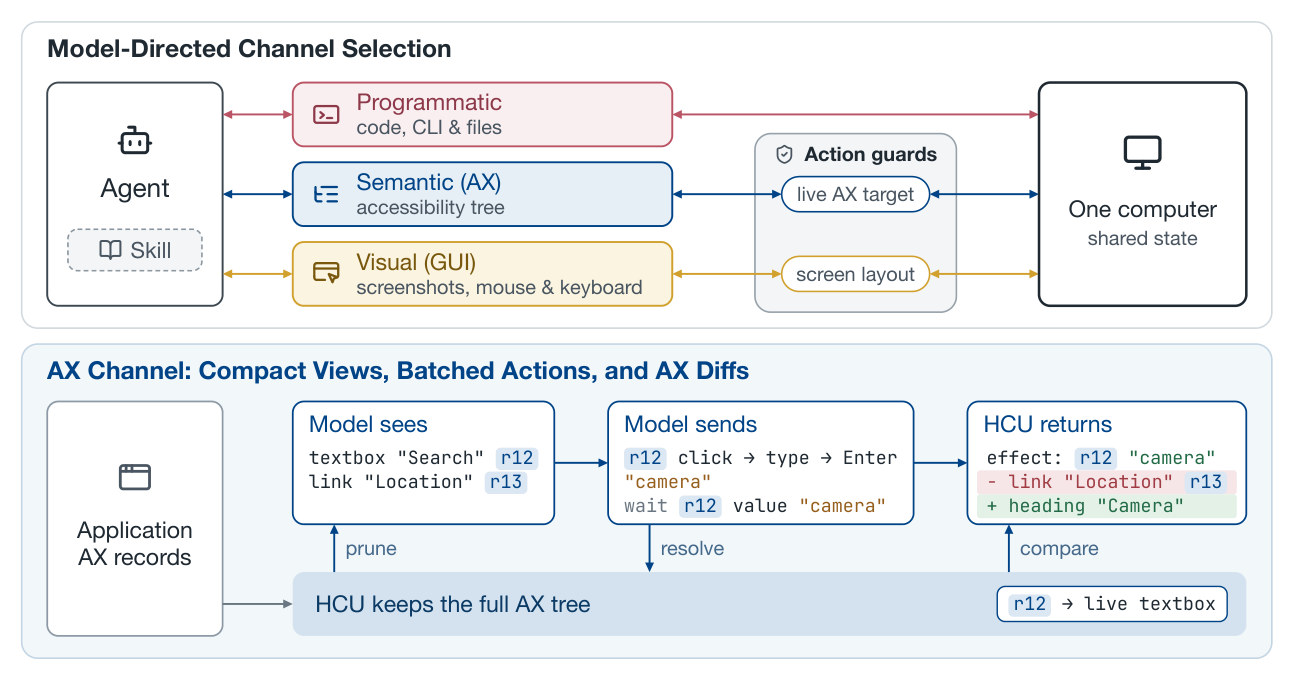 Model-Directed Channel Selection
Agent
Skill
Programmatic
code, CLI & files
Semantic (AX)
accessibility tree
Visual (GUI)
screenshots, mouse & keyboard
Action guards
live AX target
screen layout
One computer
shared state
AX Channel: Compact Views, Batched Actions, and AX Diffs
Application
AX records
Model sees
textbox "Search" r12
link "Location" r13
Model sends
r12 click → type → Enter
"camera"
wait r12 value "camera"
HCU returns
effect: r12 "camera"
- link "Location" r13
+ heading "Camera"
prune
resolve
compare
HCU keeps the full AX tree
r12 → live textbox